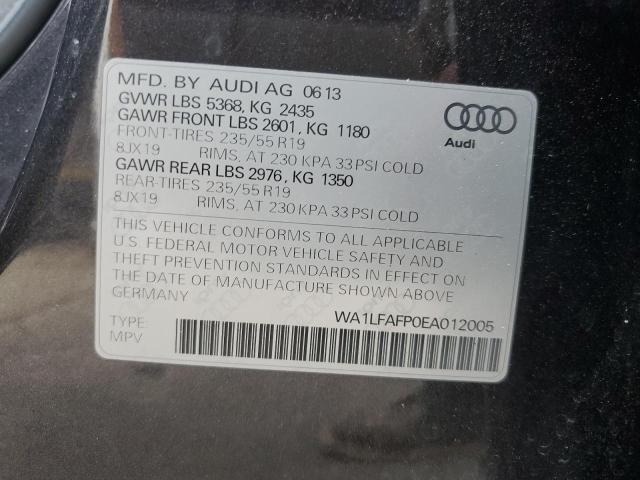 MFD. BY AUDI AG 0613
GVWR LBS 5368, KG 2435
GAWR FRONT LBS 2601, KG 1180
FRONT-TIRES 235/55 R19
8JX19 RIMS, AT 230 KPA 33 PSI COLD
GAWR REAR LBS 2976, KG 1350
REAR-TIRES 235/55 R19
8JX19 RIMS, AT 230 KPA 33 PSI COLD
Audi
THIS VEHICLE CONFORMS TO ALL APPLICABLE
U.S. FEDERAL MOTOR VEHICLE SAFETY AND
THEFT PREVENTION STANDARDS IN EFFECT ON
THE DATE OF MANUFACTURE SHOWN ABOVE
GERMANY
WA1LFAFP0EA012005
TYPE:
MPV